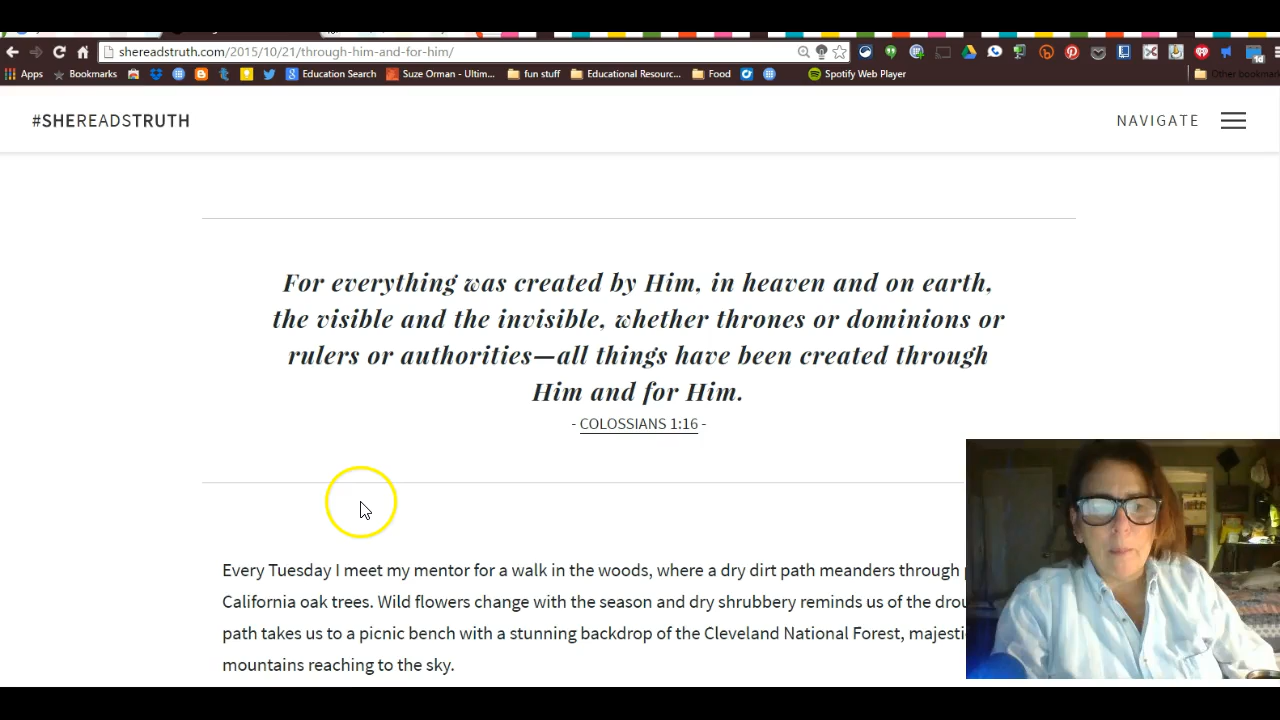 shereadstruth.com/2015/10/21/through-him-and-for-him/
Apps Bookmarks Education Search Suze Orman - Ultim... fun stuff Educational Resourc... Food Spotify Web Player Other bookmark
#SHEREADSTRUTH NAVIGATE
For everything was created by Him, in heaven and on earth,
the visible and the invisible, whether thrones or dominions or
rulers or authorities—all things have been created through
Him and for Him.
- COLOSSIANS 1:16 -
Every Tuesday I meet my mentor for a walk in the woods, where a dry dirt path meanders through
California oak trees. Wild flowers change with the season and dry shrubbery reminds us of the drou
path takes us to a picnic bench with a stunning backdrop of the Cleveland National Forest, majesti
mountains reaching to the sky.